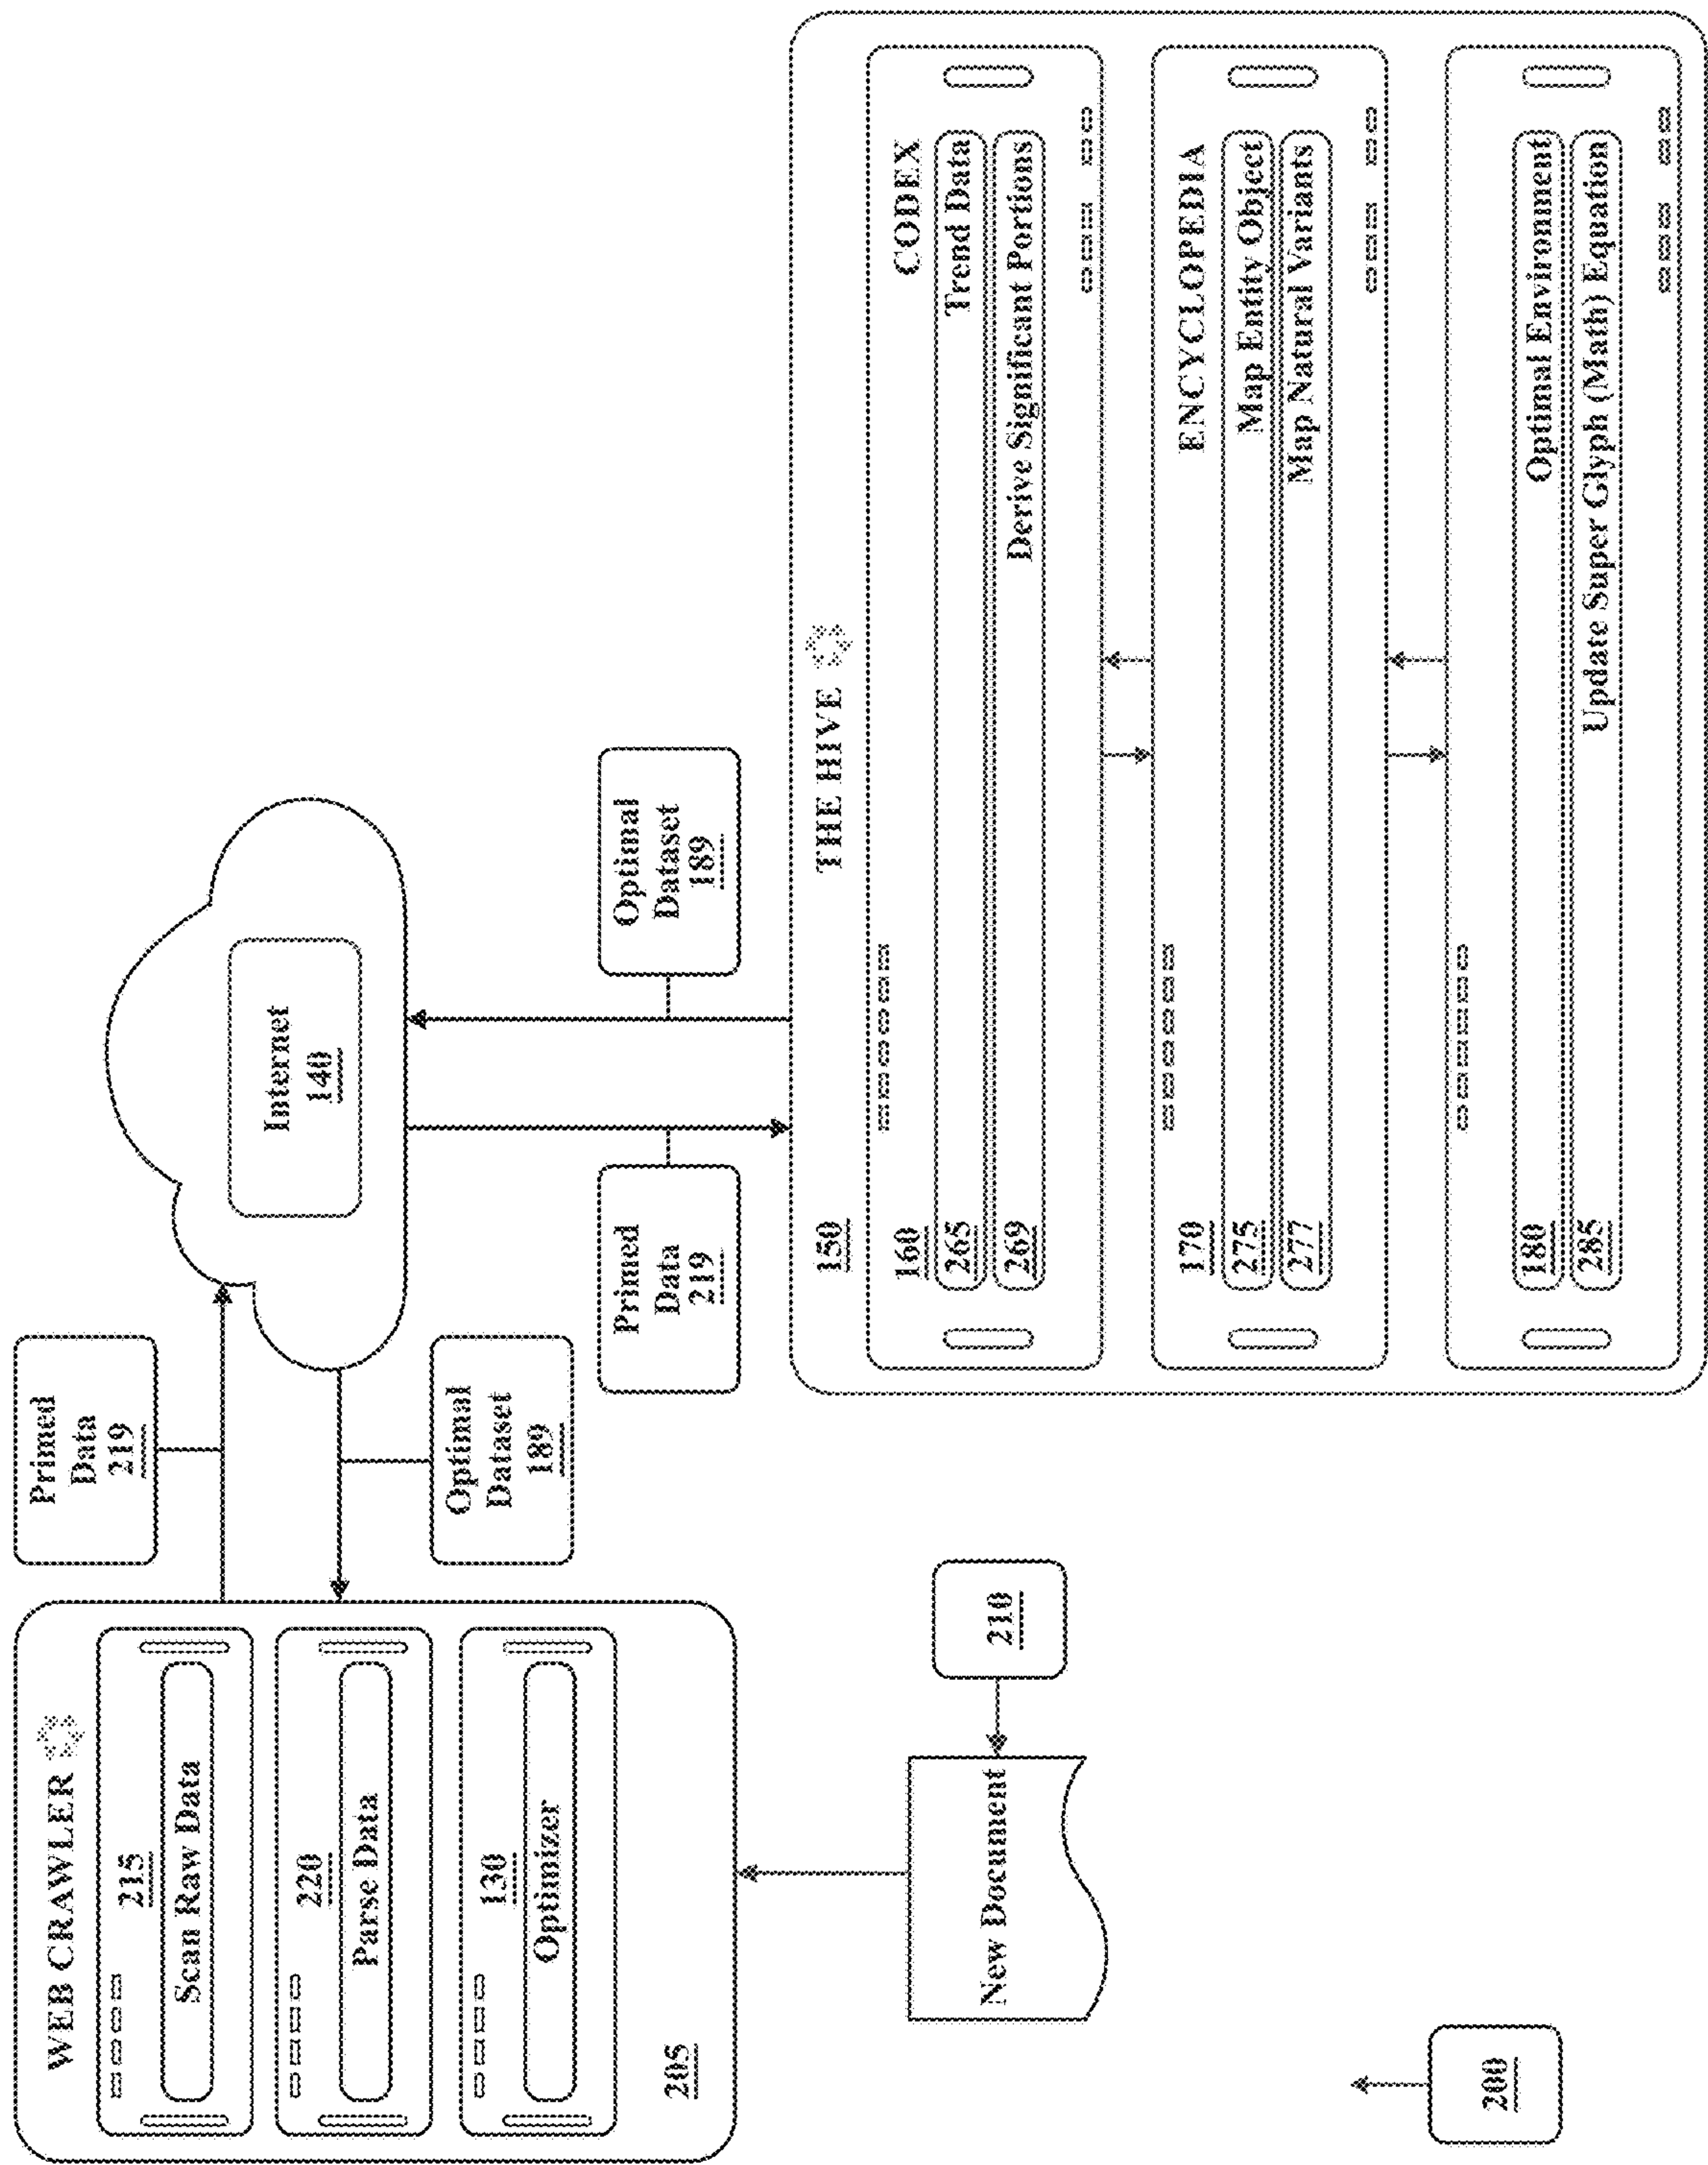 WEB CRAWLER
215
Scan Raw Data
220
Parse Data
130
Optimizer
205
Primed
Data
219
Optimal
Dataset
189
Internet
140
New Document
210
200
Primed
Data
219
Optimal
Dataset
189
150
THE HIVE
160
CODEX
265
Trend Data
269
Derive Significant Portions
170
ENCYCLOPEDIA
275
Map Entity Object
277
Map Natural Variants
180
Optimal Environment
285
Update Super Glyph (Math) Equation